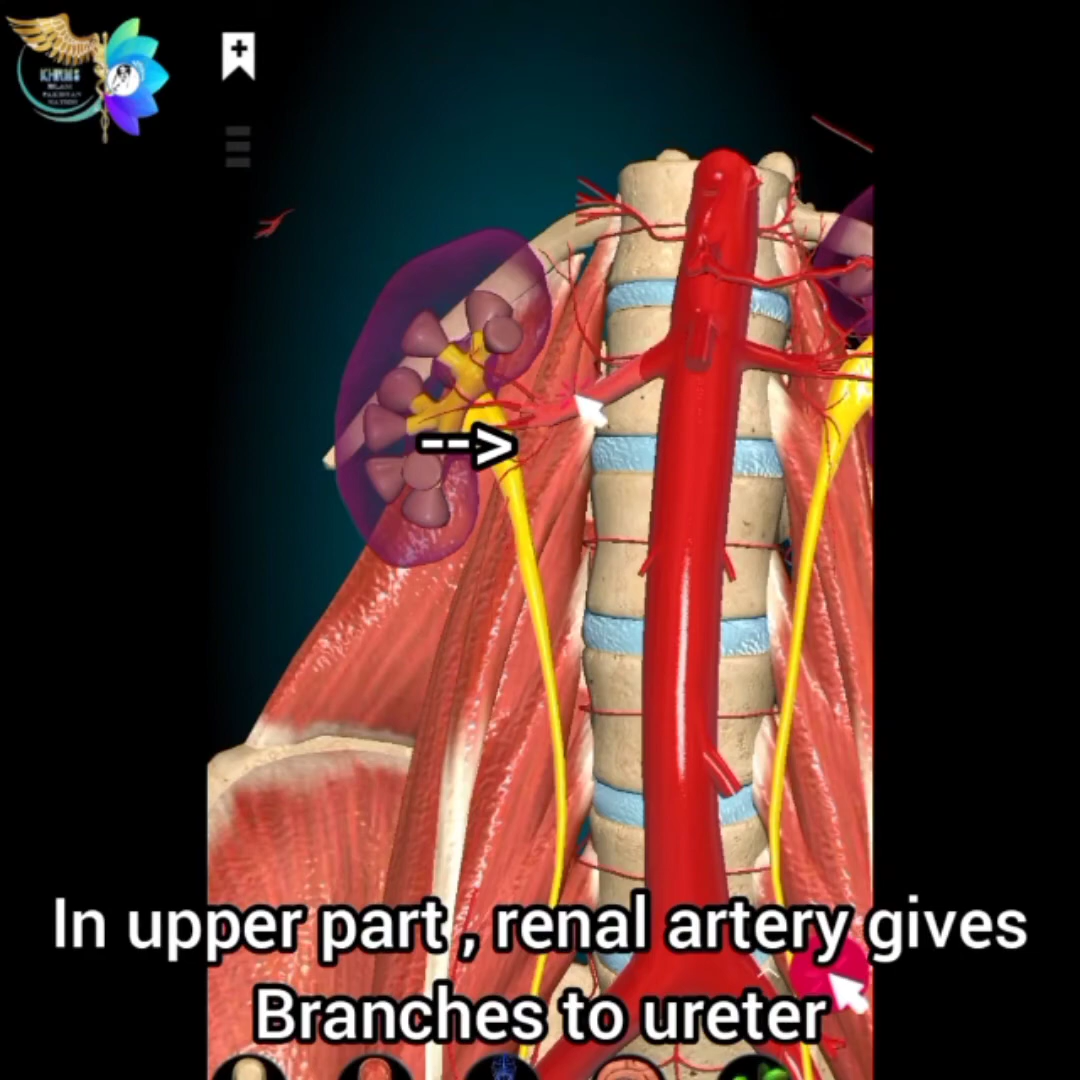 In upper part , renal artery gives
Branches to ureter